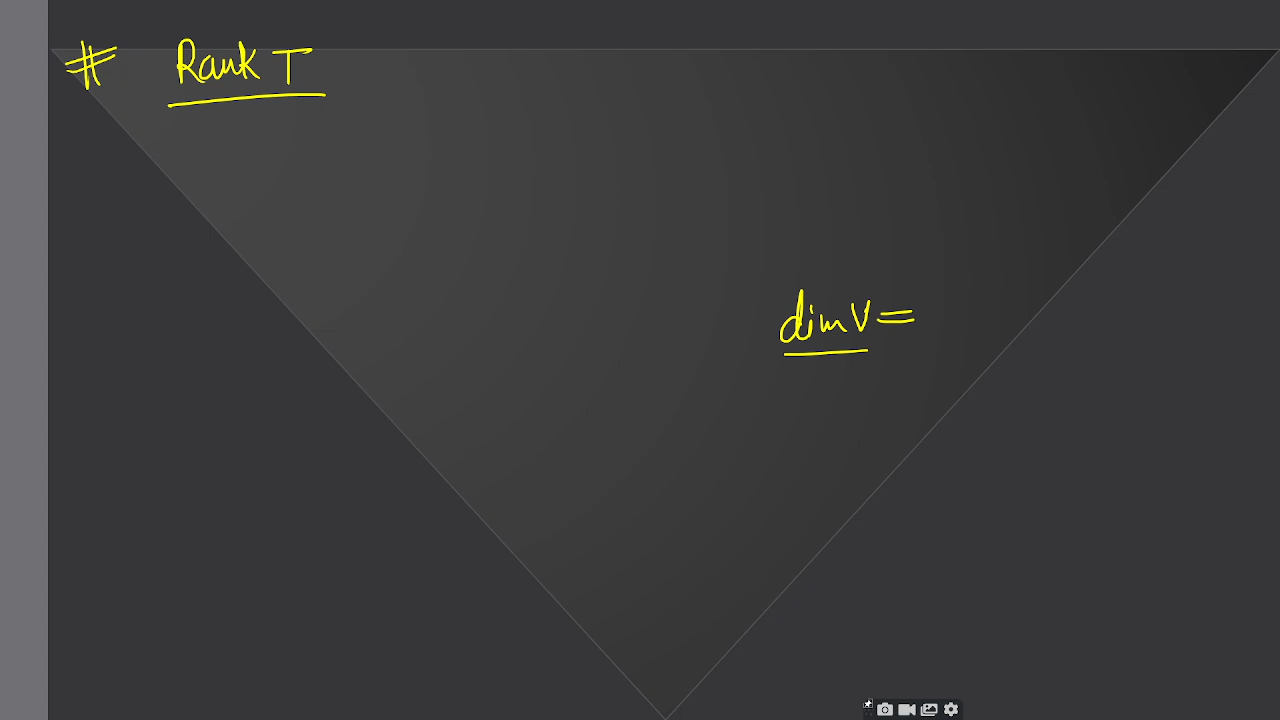 # Rank T
dim V =